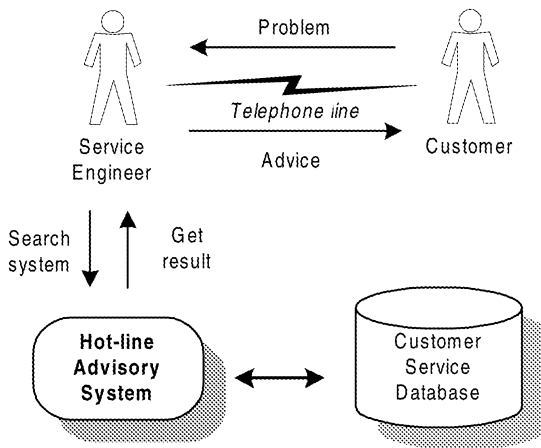 Problem
Telephone line
Advice
Service
Engineer
Customer
Search
system
Get
result
Hot-line
Advisory
System
Customer
Service
Database